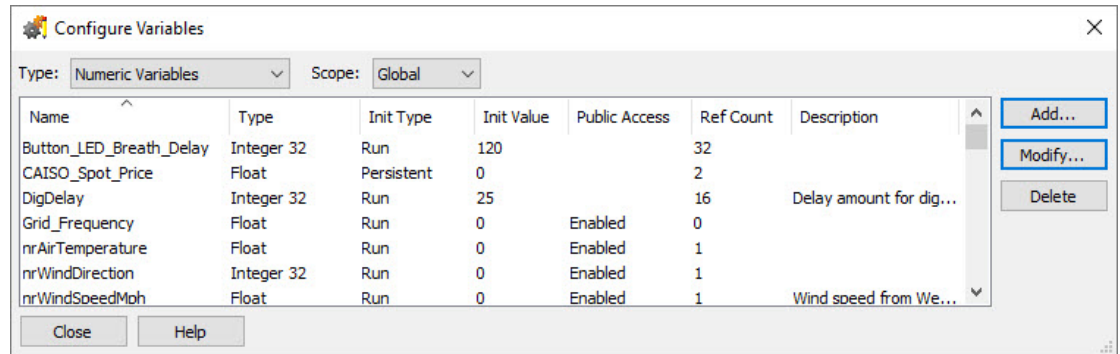 Configure Variables
Type: Numeric Variables Scope: Global
Name Type Init Type Init Value Public Access Ref Count Description
Button_LED_Breath_Delay Integer 32 Run 120 32
CAISO_Spot_Price Float Persistent 0 2
DigDelay Integer 32 Run 25 16 Delay amount for dig...
Grid_Frequency Float Run 0 Enabled 0
nrAirTemperature Float Run 0 Enabled 1
nrWindDirection Integer 32 Run 0 Enabled 1
nrWindSpeedMph Float Run 0 Enabled 1 Wind speed from We...
Add...
Modify...
Delete
Close Help